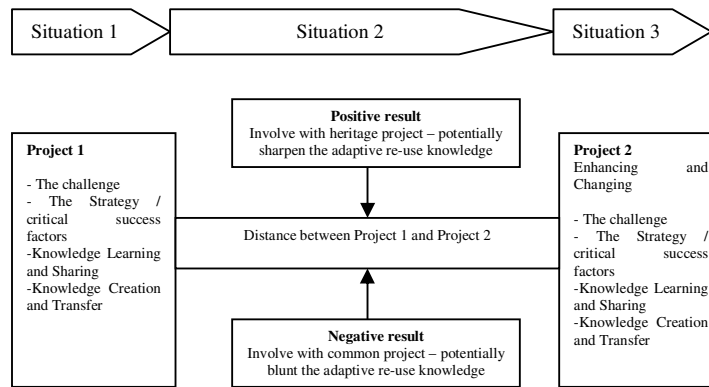 Situation 1
Situation 2
Situation 3
Positive result
Involve with heritage project – potentially
sharpen the adaptive re-use knowledge
Project 1
- The challenge
- The Strategy /
critical success
factors
-Knowledge Learning
and Sharing
-Knowledge Creation
and Transfer
Distance between Project 1 and Project 2
Project 2
Enhancing and
Changing
- The challenge
- The Strategy /
critical success
factors
-Knowledge Learning
and Sharing
-Knowledge Creation
and Transfer
Negative result
Involve with common project – potentially
blunt the adaptive re-use knowledge